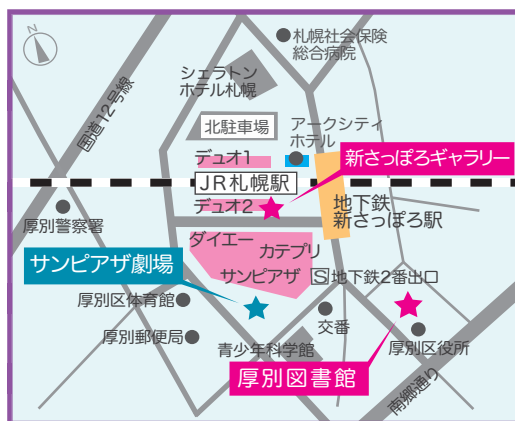 N
札幌社会保険
総合病院
シェラトン
ホテル札幌
国道12号線
北駐車場
アークシティ
ホテル
デュオ1
新さっぽろギャラリー
JR札幌駅
デュオ2
地下鉄
新さっぽろ駅
厚別警察署
ダイエー
カテプリ
サンピアザ劇場
サンピアザ
S地下鉄2番出口
厚別区体育館
交番
厚別郵便局
青少年科学館
厚別区役所
厚別図書館
南郷通り